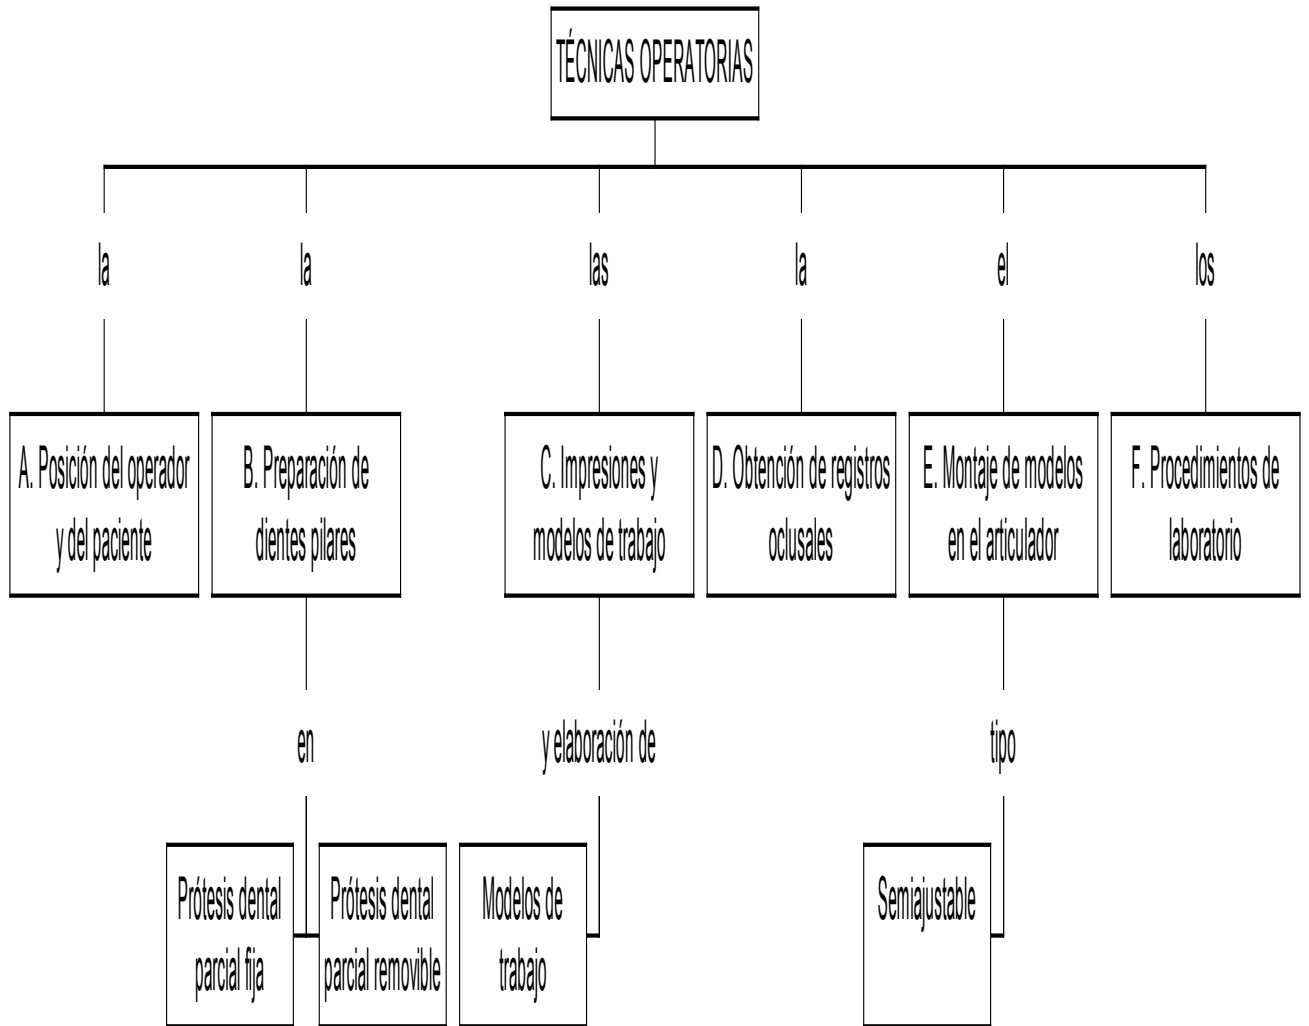 TÉCNICAS OPERATORIAS
la
la
las
la
el
los
A. Posición del operador
y del paciente
B. Preparación de
dientes pilares
C. Impresiones y
modelos de trabajo
D. Obtención de registros
oclusales
E. Montaje de modelos
en el articulador
F. Procedimientos de
laboratorio
en
y elaboración de
tipo
Prótesis dental
parcial fija
Prótesis dental
parcial removible
Modelos de
trabajo
Semiajustable